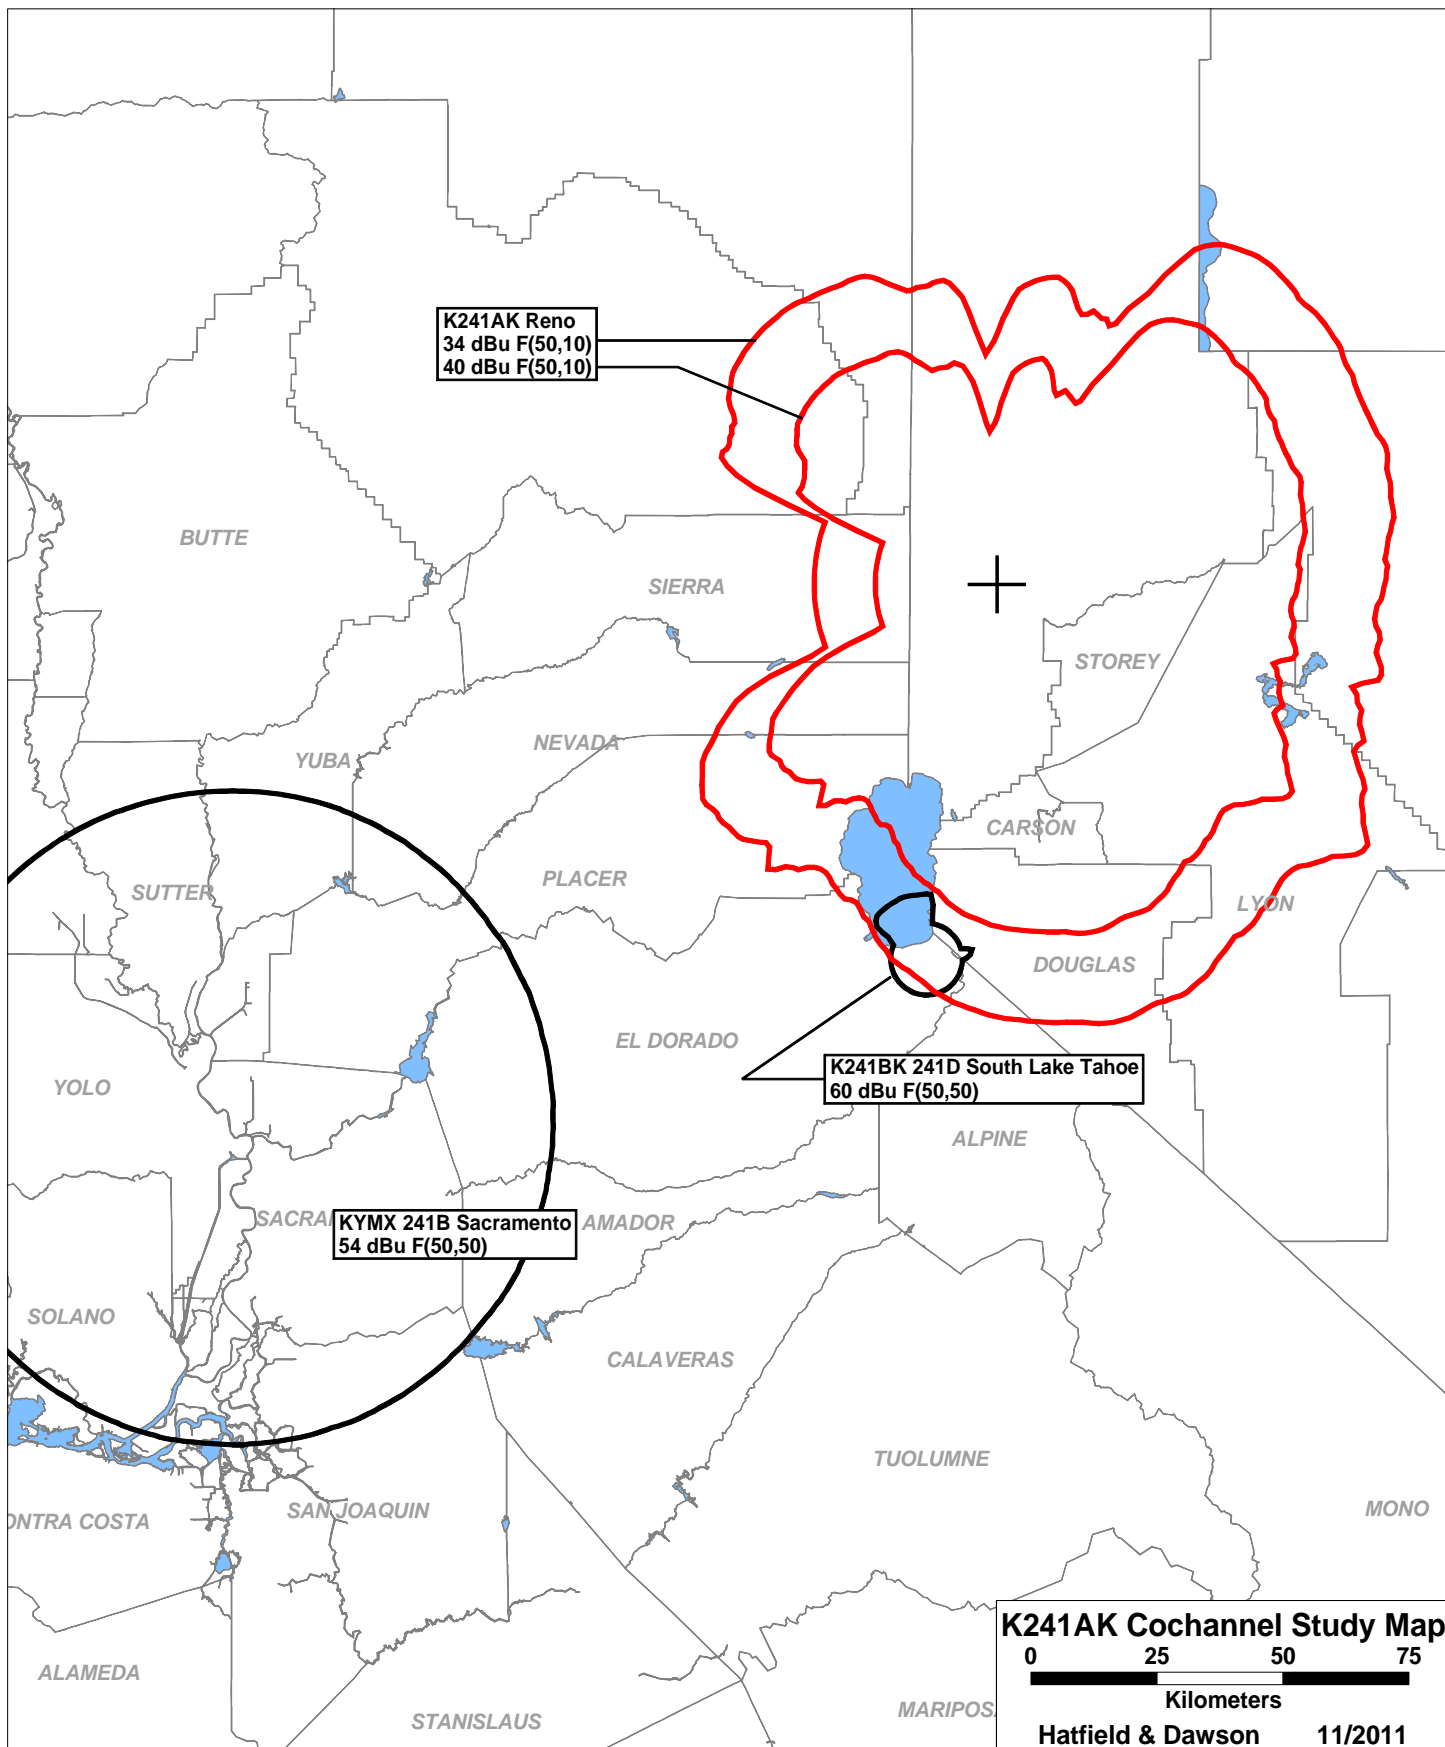 K241AK Reno
34 dBu F(50,10)
40 dBu F(50,10)
BUTTE
SIERRA
STOREY
NEVADA
YUBA
CARSON
PLACER
SUTTER
LYON
DOUGLAS
EL DORADO
K241BK 241D South Lake Tahoe
60 dBu F(50,50)
YOLO
ALPINE
SACRA
KYMX 241B Sacramento
54 dBu F(50,50)
AMADOR
SOLANO
CALAVERAS
TUOLUMNE
ONTRA COSTA
SAN JOAQUIN
MONO
ALAMEDA
STANISLAUS
MARIPOSA
K241AK Cochannel Study Map
0 25 50 75
Kilometers
Hatfield & Dawson 11/2011